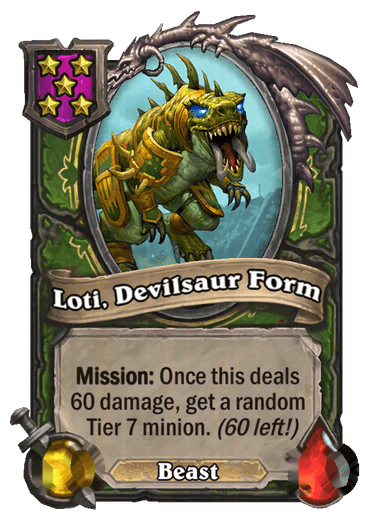 Loti, Devilsaur Form
Mission: Once this deals
60 damage, get a random
Tier 7 minion. (60 left!)
Beast